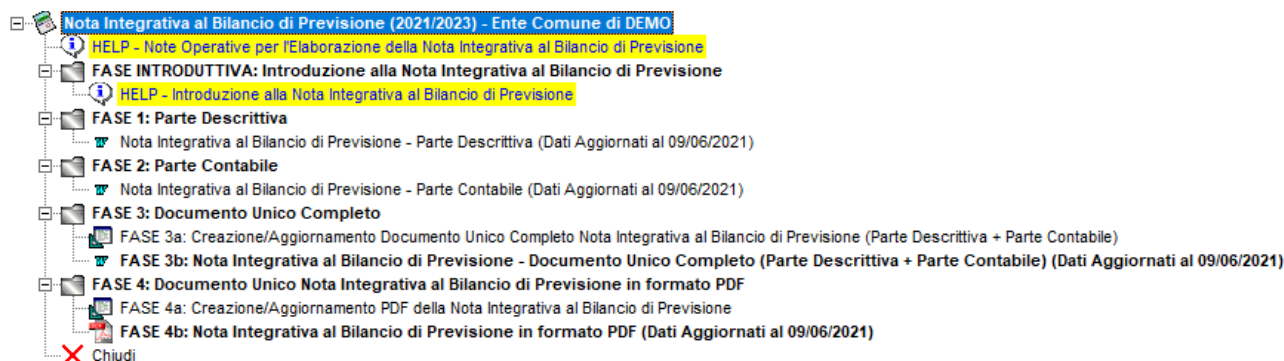 Nota Integrativa al Bilancio di Previsione (2021/2023) - Ente Comune di DEMO
HELP - Note Operative per l'Elaborazione della Nota Integrativa al Bilancio di Previsione
FASE INTRODUTTIVA: Introduzione alla Nota Integrativa al Bilancio di Previsione
HELP - Introduzione alla Nota Integrativa al Bilancio di Previsione
FASE 1: Parte Descrittiva
Nota Integrativa al Bilancio di Previsione - Parte Descrittiva (Dati Aggiornati al 09/06/2021)
FASE 2: Parte Contabile
Nota Integrativa al Bilancio di Previsione - Parte Contabile (Dati Aggiornati al 09/06/2021)
FASE 3: Documento Unico Completo
FASE 3a: Creazione/Aggiornamento Documento Unico Completo Nota Integrativa al Bilancio di Previsione (Parte Descrittiva + Parte Contabile)
FASE 3b: Nota Integrativa al Bilancio di Previsione - Documento Unico Completo (Parte Descrittiva + Parte Contabile) (Dati Aggiornati al 09/06/2021)
FASE 4: Documento Unico Nota Integrativa al Bilancio di Previsione in formato PDF
FASE 4a: Creazione/Aggiornamento PDF della Nota Integrativa al Bilancio di Previsione
FASE 4b: Nota Integrativa al Bilancio di Previsione in formato PDF (Dati Aggiornati al 09/06/2021)
Chiudi